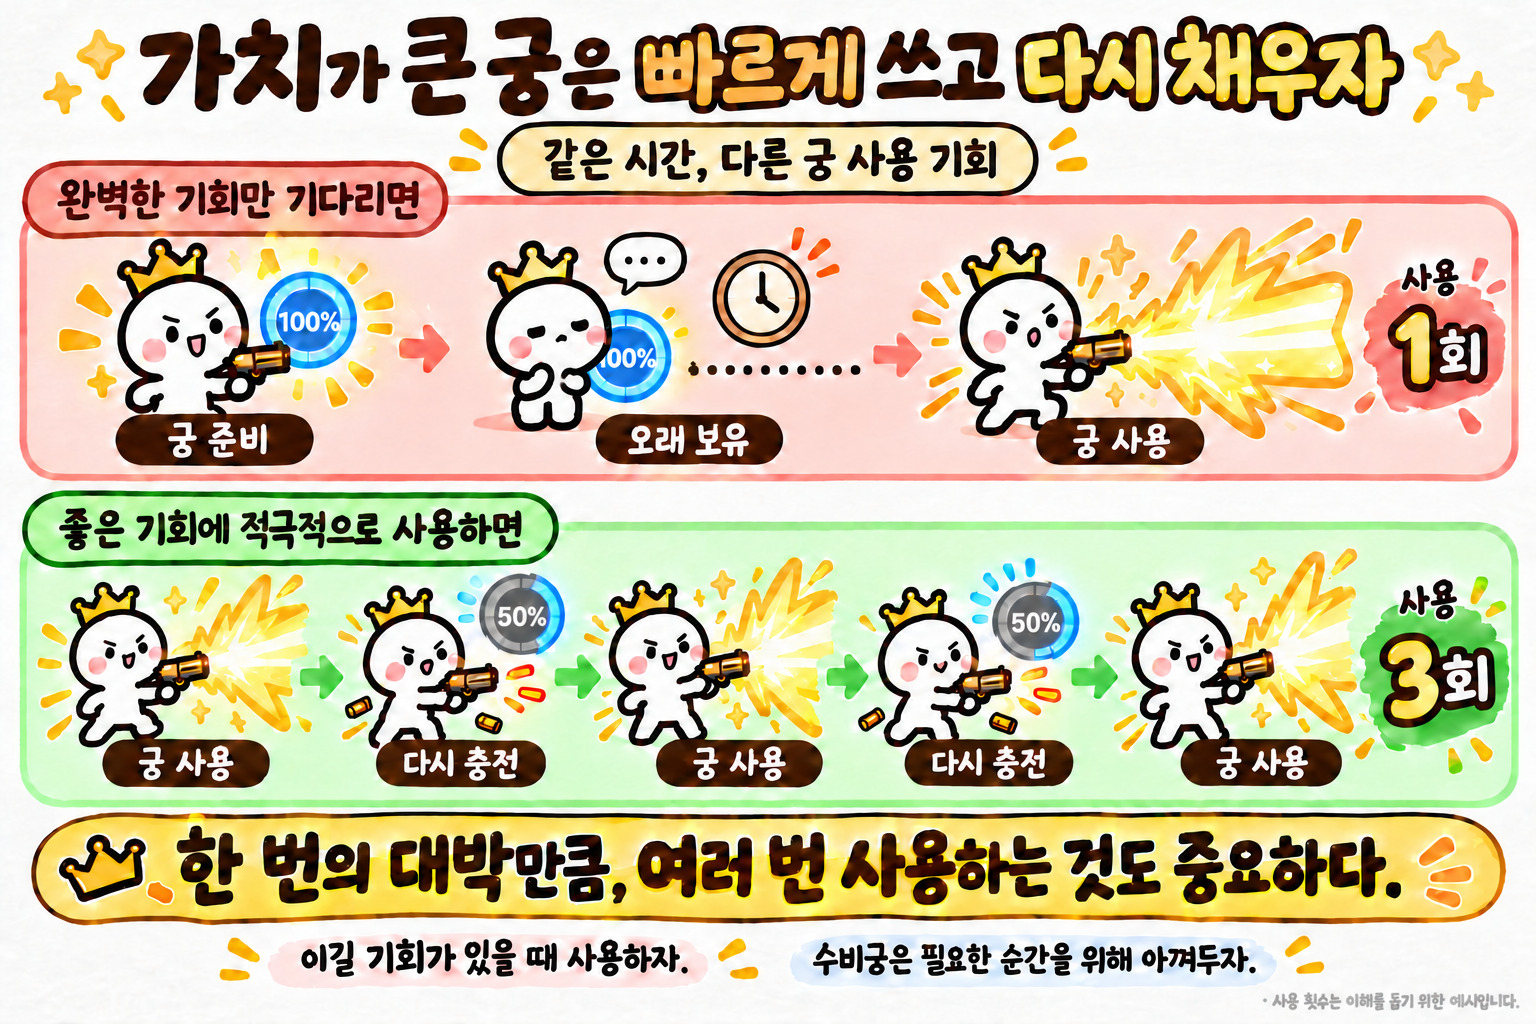 가치가 큰 궁은 빠르게 쓰고 다시 채우자
같은 시간, 다른 궁 사용 기회
완벽한 기회만 기다리면
100%
궁 준비
...
100%
오래 보유
궁 사용
사용
1회
좋은 기회에 적극적으로 사용하면
궁 사용
50%
다시 충전
궁 사용
50%
다시 충전
궁 사용
사용
3회
한 번의 대박만큼, 여러 번 사용하는 것도 중요하다.
이길 기회가 있을 때 사용하자.
수비궁은 필요한 순간을 위해 아껴두자.
· 사용 횟수는 이해를 돕기 위한 예시입니다.